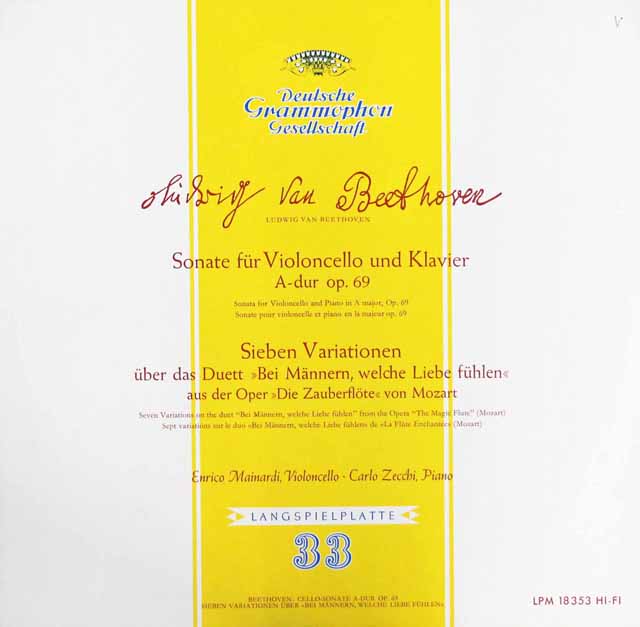 V
Deutsche
Grammophon
Gesellschaft
Ludwig van Beethoven
LUDWIG VAN BEETHOVEN
Sonate für Violoncello und Klavier
A-dur op. 69
Sonata for Violoncello and Piano in A major, Op. 69
Sonate pour violoncelle et piano en la majeur op. 69
Sieben Variationen
über das Duett »Bei Männern, welche Liebe fühlen«
aus der Oper »Die Zauberflöte« von Mozart
Seven Variations on the duet "Bei Männern, welche Liebe fühlen" from the Opera "The Magic Flute" (Mozart)
Sept variations sur le duo «Bei Männern, welche Liebe fühlen» de «La Flûte Enchantée» (Mozart)
Enrico Mainardi, Violoncello · Carlo Zecchi, Piano
LANGSPIELPLATTE
33
BEETHOVEN: CELLO-SONATE A-DUR OP. 69
SIEBEN VARIATIONEN ÜBER »BEI MÄNNERN, WELCHE LIEBE FÜHLEN«
LPM 18353 HI-FI